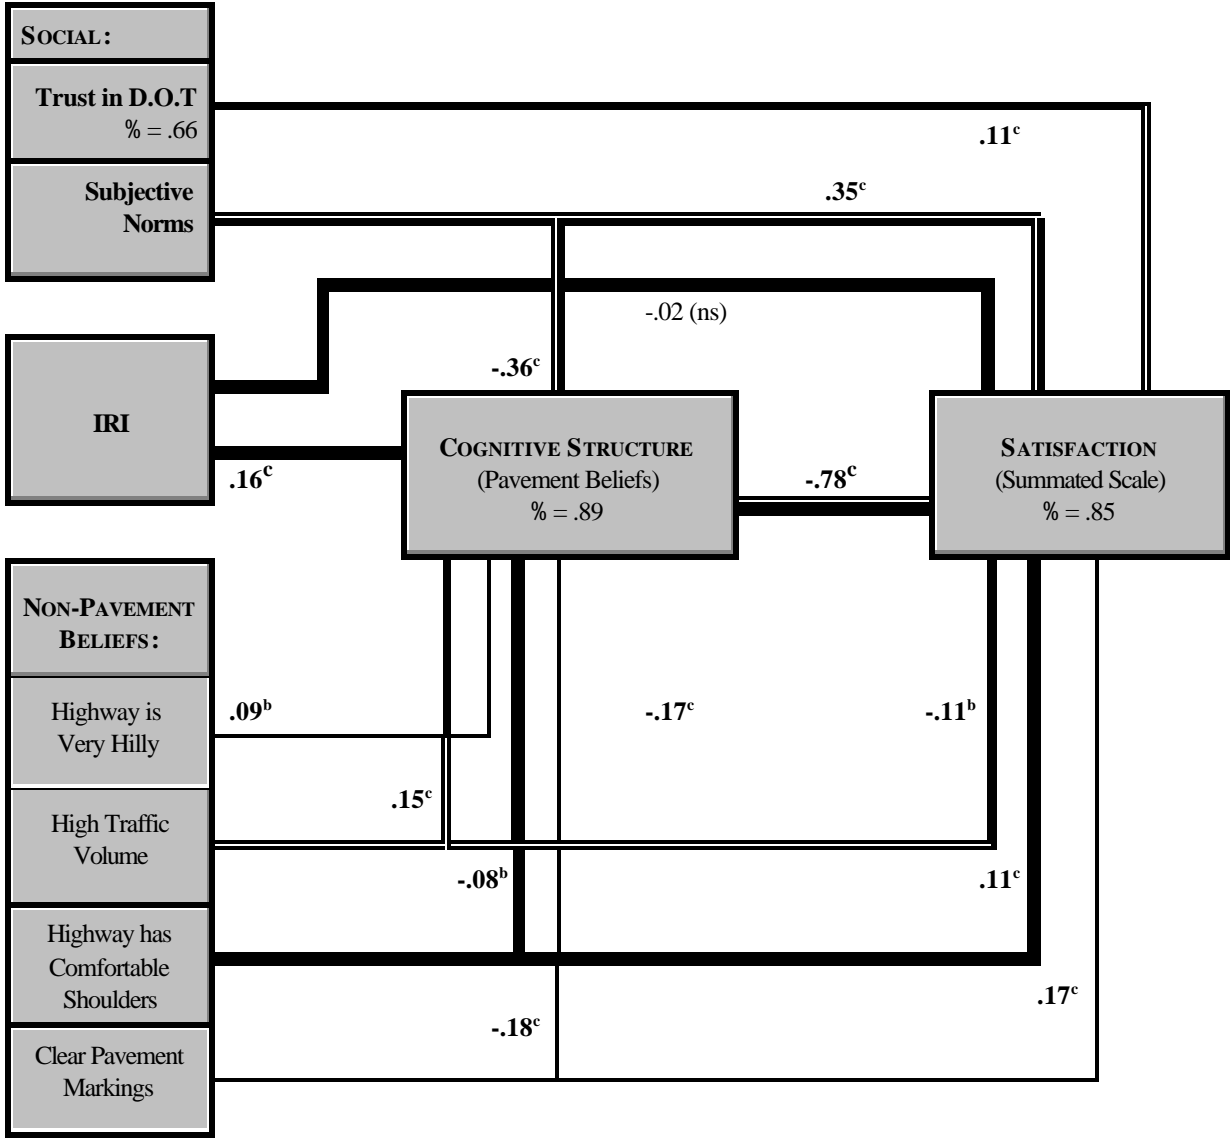 SOCIAL:
Trust in D.O.T
% = .66
.11ᶜ
Subjective
Norms
.35ᶜ
-.02 (ns)
-.36ᶜ
IRI
.16ᶜ
COGNITIVE STRUCTURE
(Pavement Beliefs)
% = .89
-.78ᶜ
SATISFACTION
(Summated Scale)
% = .85
NON-PAVEMENT
BELIEFS:
Highway is
Very Hilly
.09ᵇ
-.17ᶜ
-.11ᵇ
High Traffic
Volume
.15ᶜ
-.08ᵇ
.11ᶜ
Highway has
Comfortable
Shoulders
.17ᶜ
-.18ᶜ
Clear Pavement
Markings